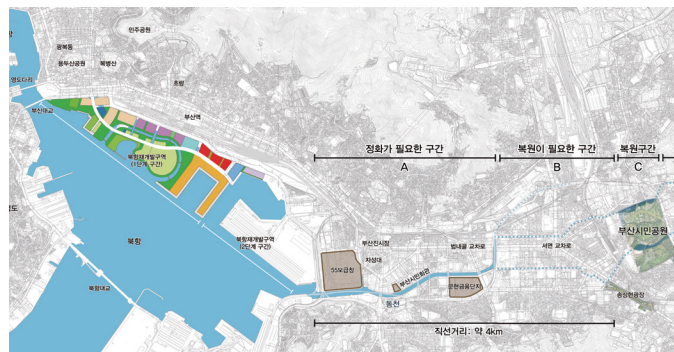 민주공원
광복동
용두산공원
복병산
영도다리
초량
부산대교
부산역
북항재개발구역
(1단계 구간)
정화가 필요한 구간
복원이 필요한 구간
복원구간
A
B
C
북항
북항재개발구역
(2단계 구간)
부산진시장
자성대
범내골 교차로
서면 교차로
부산시민공원
55보급창
부산시민회관
문현금융단지
동천
송상현광장
북항대교
직선거리: 약 4km